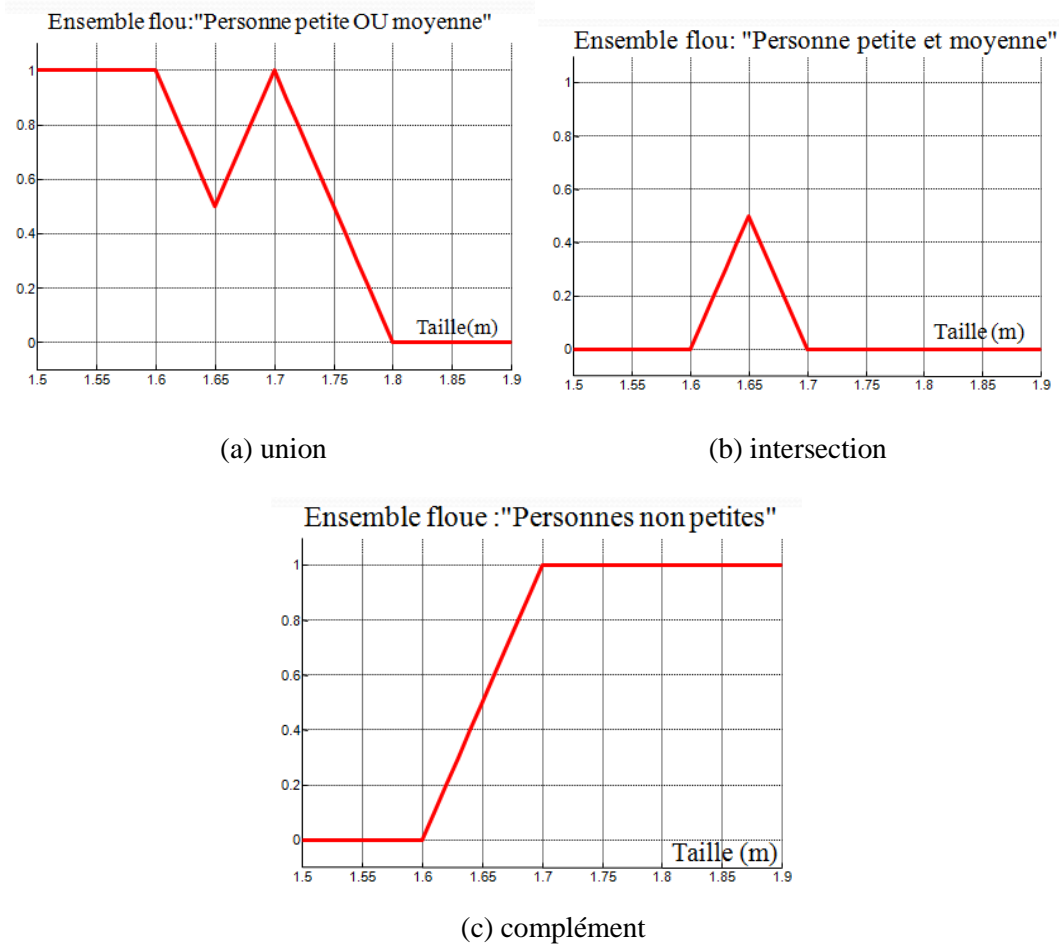 Ensemble flou:"Personne petite OU moyenne"
1
0.8
0.6
0.4
0.2
0
Taille(m)
1.5 1.55 1.6 1.65 1.7 1.75 1.8 1.85 1.9
(a) union
Ensemble flou: "Personne petite et moyenne"
1
0.8
0.6
0.4
0.2
0
Taille (m)
1.5 1.55 1.6 1.65 1.7 1.75 1.8 1.85 1.9
(b) intersection
Ensemble floue :"Personnes non petites"
1
0.8
0.6
0.4
0.2
0
Taille (m)
1.5 1.55 1.6 1.65 1.7 1.75 1.8 1.85 1.9
(c) complément